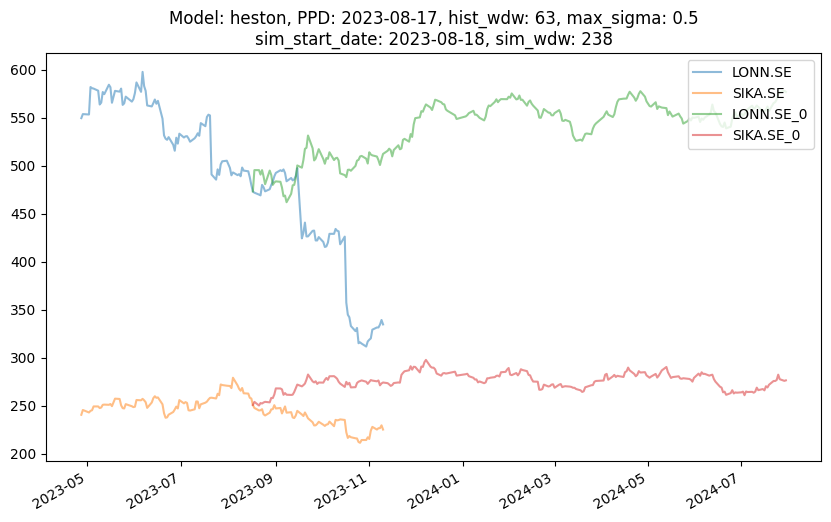 Model: heston, PPD: 2023-08-17, hist_wdw: 63, max_sigma: 0.5
sim_start_date: 2023-08-18, sim_wdw: 238
LONN.SE
SIKA.SE
LONN.SE_0
SIKA.SE_0
600
550
500
450
400
350
300
250
200
2023-05
2023-07
2023-09
2023-11
2024-01
2024-03
2024-05
2024-07